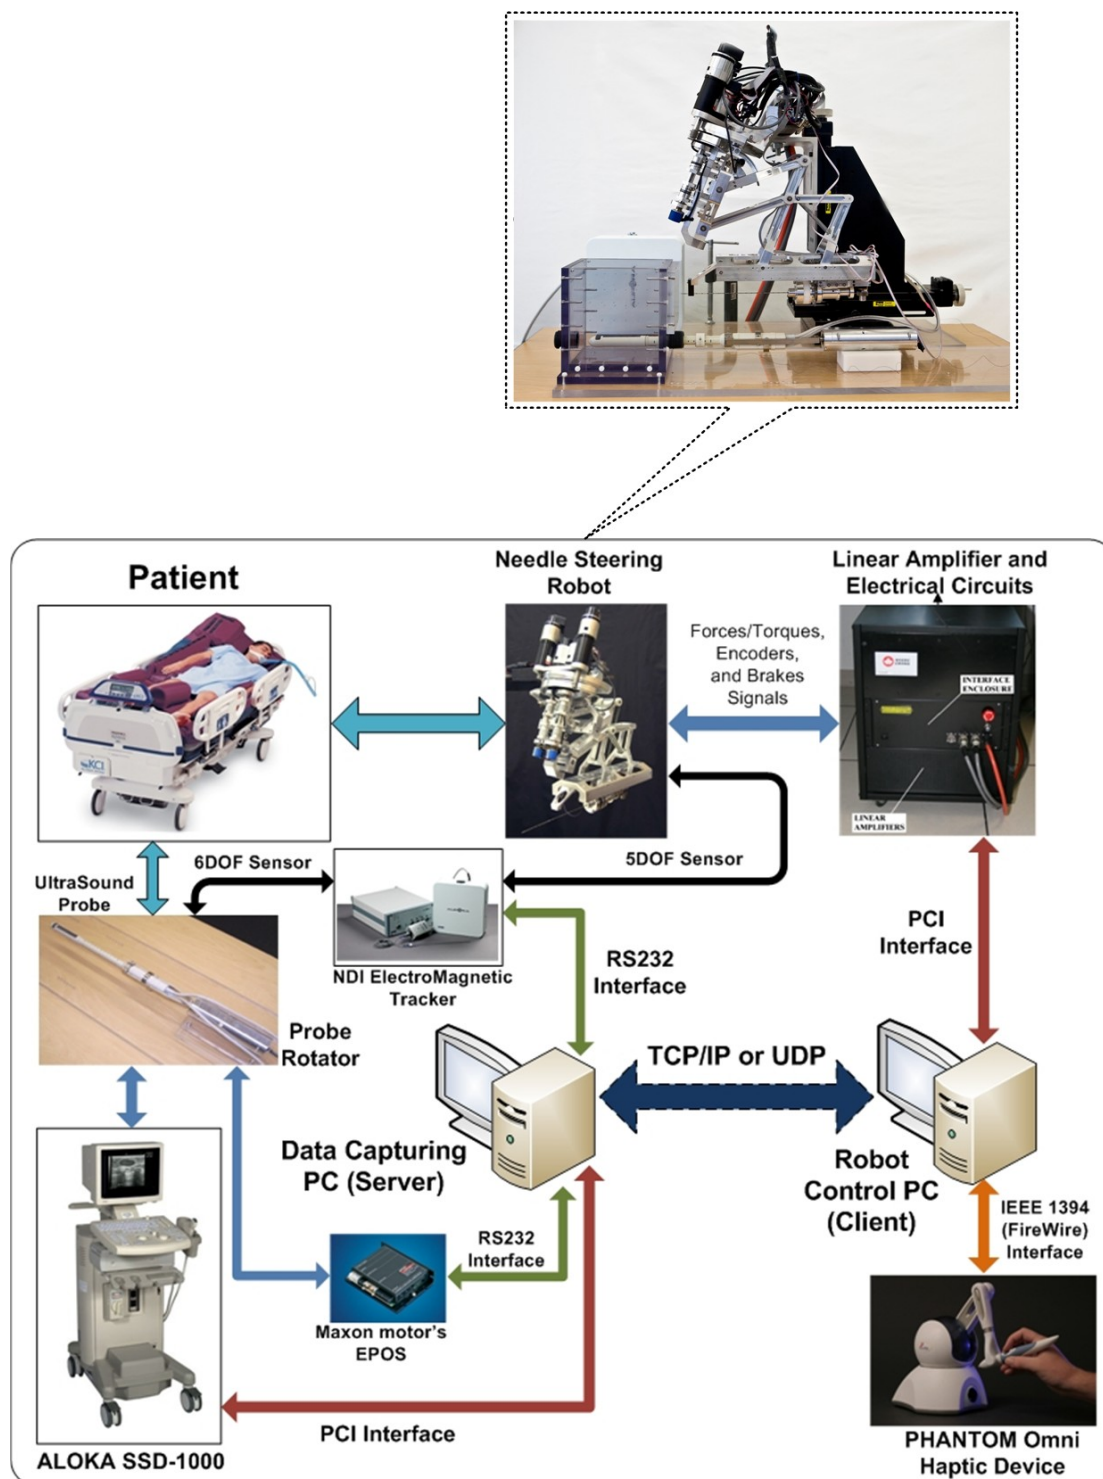 Patient
Needle Steering
Robot
Linear Amplifier and
Electrical Circuits
Forces/Torques,
Encoders,
and Brakes
Signals
INTERFACE
ENCLOSURE
LINEAR
AMPLIFIERS
KCI
6DOF Sensor
5DOF Sensor
UltraSound
Probe
NDI ElectroMagnetic
Tracker
RS232
Interface
PCI
Interface
Probe
Rotator
TCP/IP or UDP
Data Capturing
PC (Server)
Robot
Control PC
(Client)
IEEE 1394
(FireWire)
Interface
RS232
Interface
Maxon motor's
EPOS
PCI Interface
ALOKA SSD-1000
PHANTOM Omni
Haptic Device